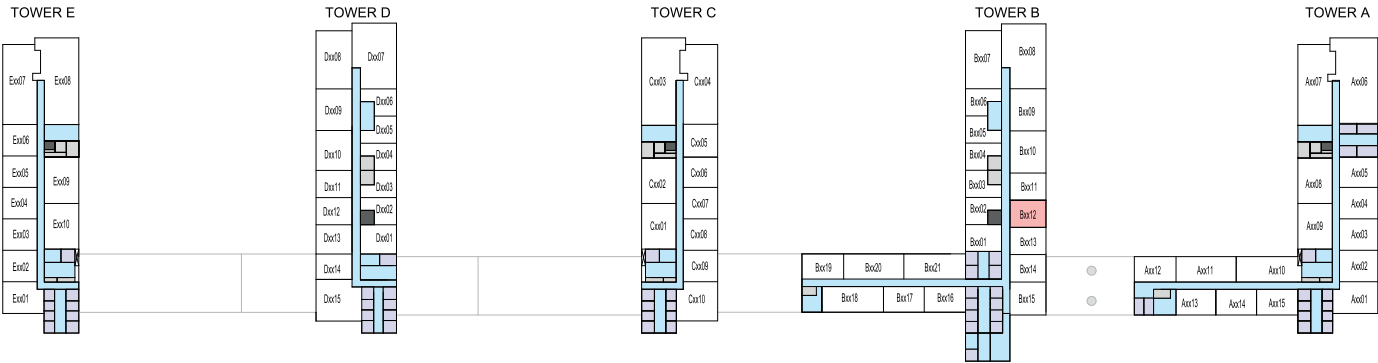 TOWER E
TOWER D
TOWER C
TOWER B
TOWER A
Exx07
Exx08
Exx06
Exx05
Exx09
Exx04
Exx03
Exx10
Exx02
Exx01
Dxx08
Dxx07
Dxx09
Dxx06
Dxx05
Dxx10
Dxx04
Dxx11
Dxx03
Dxx12
Dxx02
Dxx13
Dxx01
Dxx14
Dxx15
Cxx03
Cxx04
Cxx05
Cxx02
Cxx06
Cxx07
Cxx01
Cxx08
Cxx09
Cxx10
Bxx07
Bxx08
Bxx06
Bxx09
Bxx05
Bxx04
Bxx10
Bxx03
Bxx11
Bxx02
Bxx12
Bxx01
Bxx13
Bxx19
Bxx20
Bxx21
Bxx14
Bxx18
Bxx17
Bxx16
Bxx15
Axx07
Axx06
Axx08
Axx05
Axx04
Axx09
Axx03
Axx12
Axx11
Axx10
Axx02
Axx13
Axx14
Axx15
Axx01